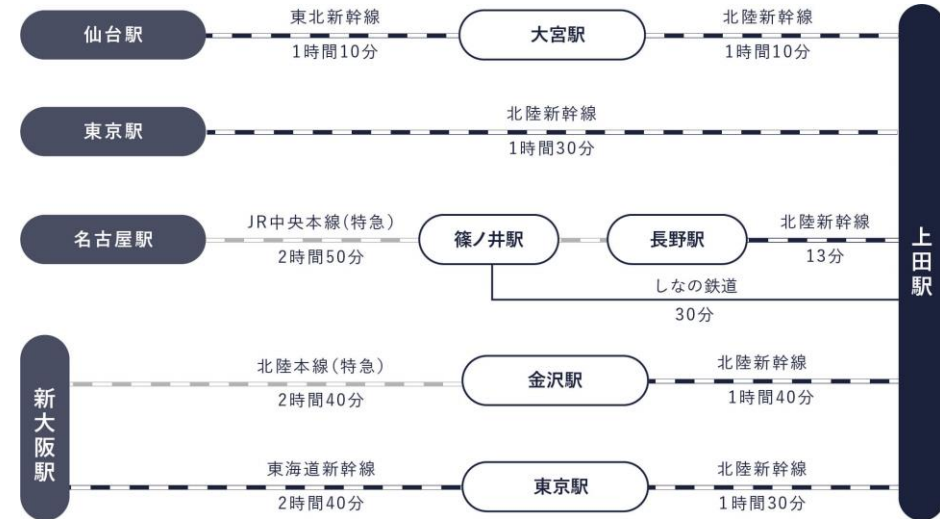 仙台駅
東北新幹線
1時間10分
大宮駅
北陸新幹線
1時間10分
東京駅
北陸新幹線
1時間30分
名古屋駅
JR中央本線(特急)
2時間50分
篠ノ井駅
長野駅
北陸新幹線
13分
しなの鉄道
30分
新大阪駅
北陸本線(特急)
2時間40分
金沢駅
北陸新幹線
1時間40分
東海道新幹線
2時間40分
東京駅
北陸新幹線
1時間30分
上田駅